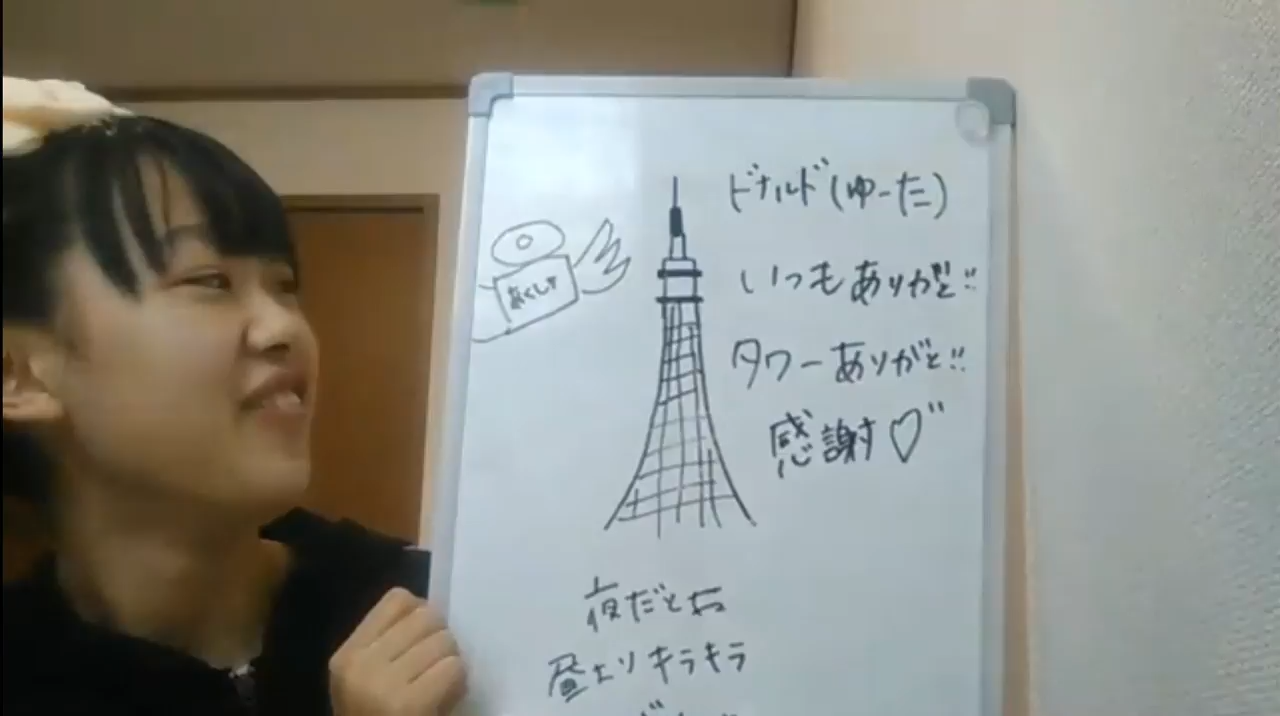 ドナルド(ゆーた)
いつもありがと!!
タワーありがと!!
感謝♡
夜だと
昼よりキラキラ